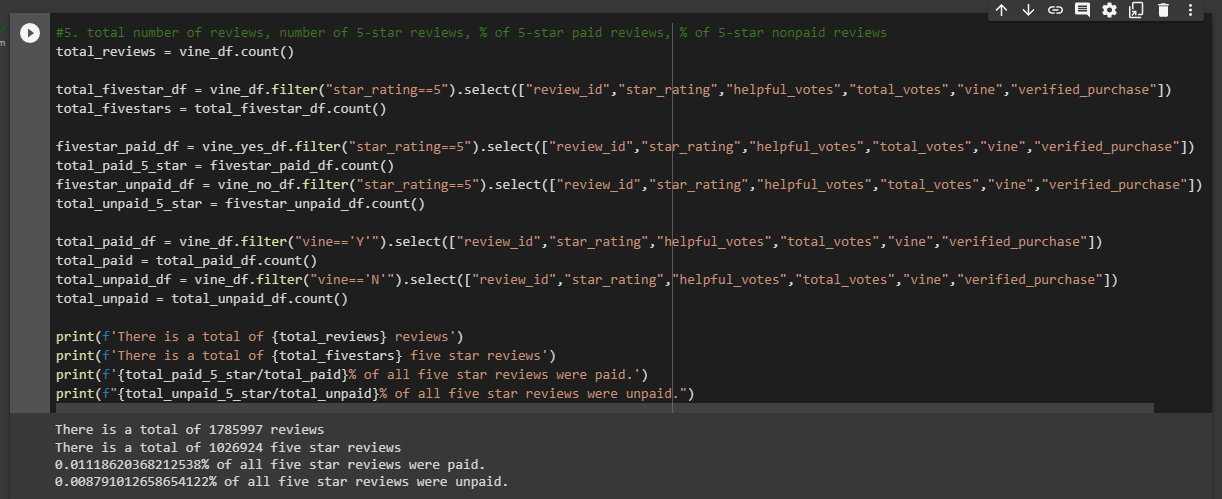 #5. total number of reviews, number of 5-star reviews, % of 5-star paid reviews, % of 5-star nonpaid reviews
total_reviews = vine_df.count()
total_fivestar_df = vine_df.filter("star_rating==5").select(["review_id","star_rating","helpful_votes","total_votes","vine","verified_purchase"])
total_fivestars = total_fivestar_df.count()
fivestar_paid_df = vine_yes_df.filter("star_rating==5").select(["review_id","star_rating","helpful_votes","total_votes","vine","verified_purchase"])
total_paid_5_star = fivestar_paid_df.count()
fivestar_unpaid_df = vine_no_df.filter("star_rating==5").select(["review_id","star_rating","helpful_votes","total_votes","vine","verified_purchase"])
total_unpaid_5_star = fivestar_unpaid_df.count()
total_paid_df = vine_df.filter("vine=='Y'").select(["review_id","star_rating","helpful_votes","total_votes","vine","verified_purchase"])
total_paid = total_paid_df.count()
total_unpaid_df = vine_df.filter("vine=='N'").select(["review_id","star_rating","helpful_votes","total_votes","vine","verified_purchase"])
total_unpaid = total_unpaid_df.count()
print(f'There is a total of {total_reviews} reviews')
print(f'There is a total of {total_fivestars} five star reviews')
print(f'{total_paid_5_star/total_paid}% of all five star reviews were paid.')
print(f"{total_unpaid_5_star/total_unpaid}% of all five star reviews were unpaid.")
There is a total of 1785997 reviews
There is a total of 1026924 five star reviews
0.01118620368212538% of all five star reviews were paid.
0.008791012658654122% of all five star reviews were unpaid.